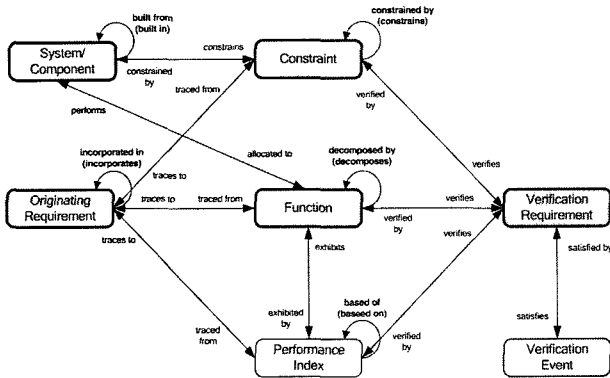 built from
(built in)
constrained by
(constrains)
System/
Component
constrains
Constraint
constrained
by
traced from
verified
by
performs
incorporated in
(incorporates)
allocated to
decomposed by
(decomposes)
traces to
verifies
Originating
Requirement
traces to
traced from
Function
verified
by
verifies
verifies
Verification
Requirement
traces to
exhibits
satisfied by
exhibited
by
based of
(baseed on)
traced
from
verified
by
satisfies
Performance
Index
Verification
Event